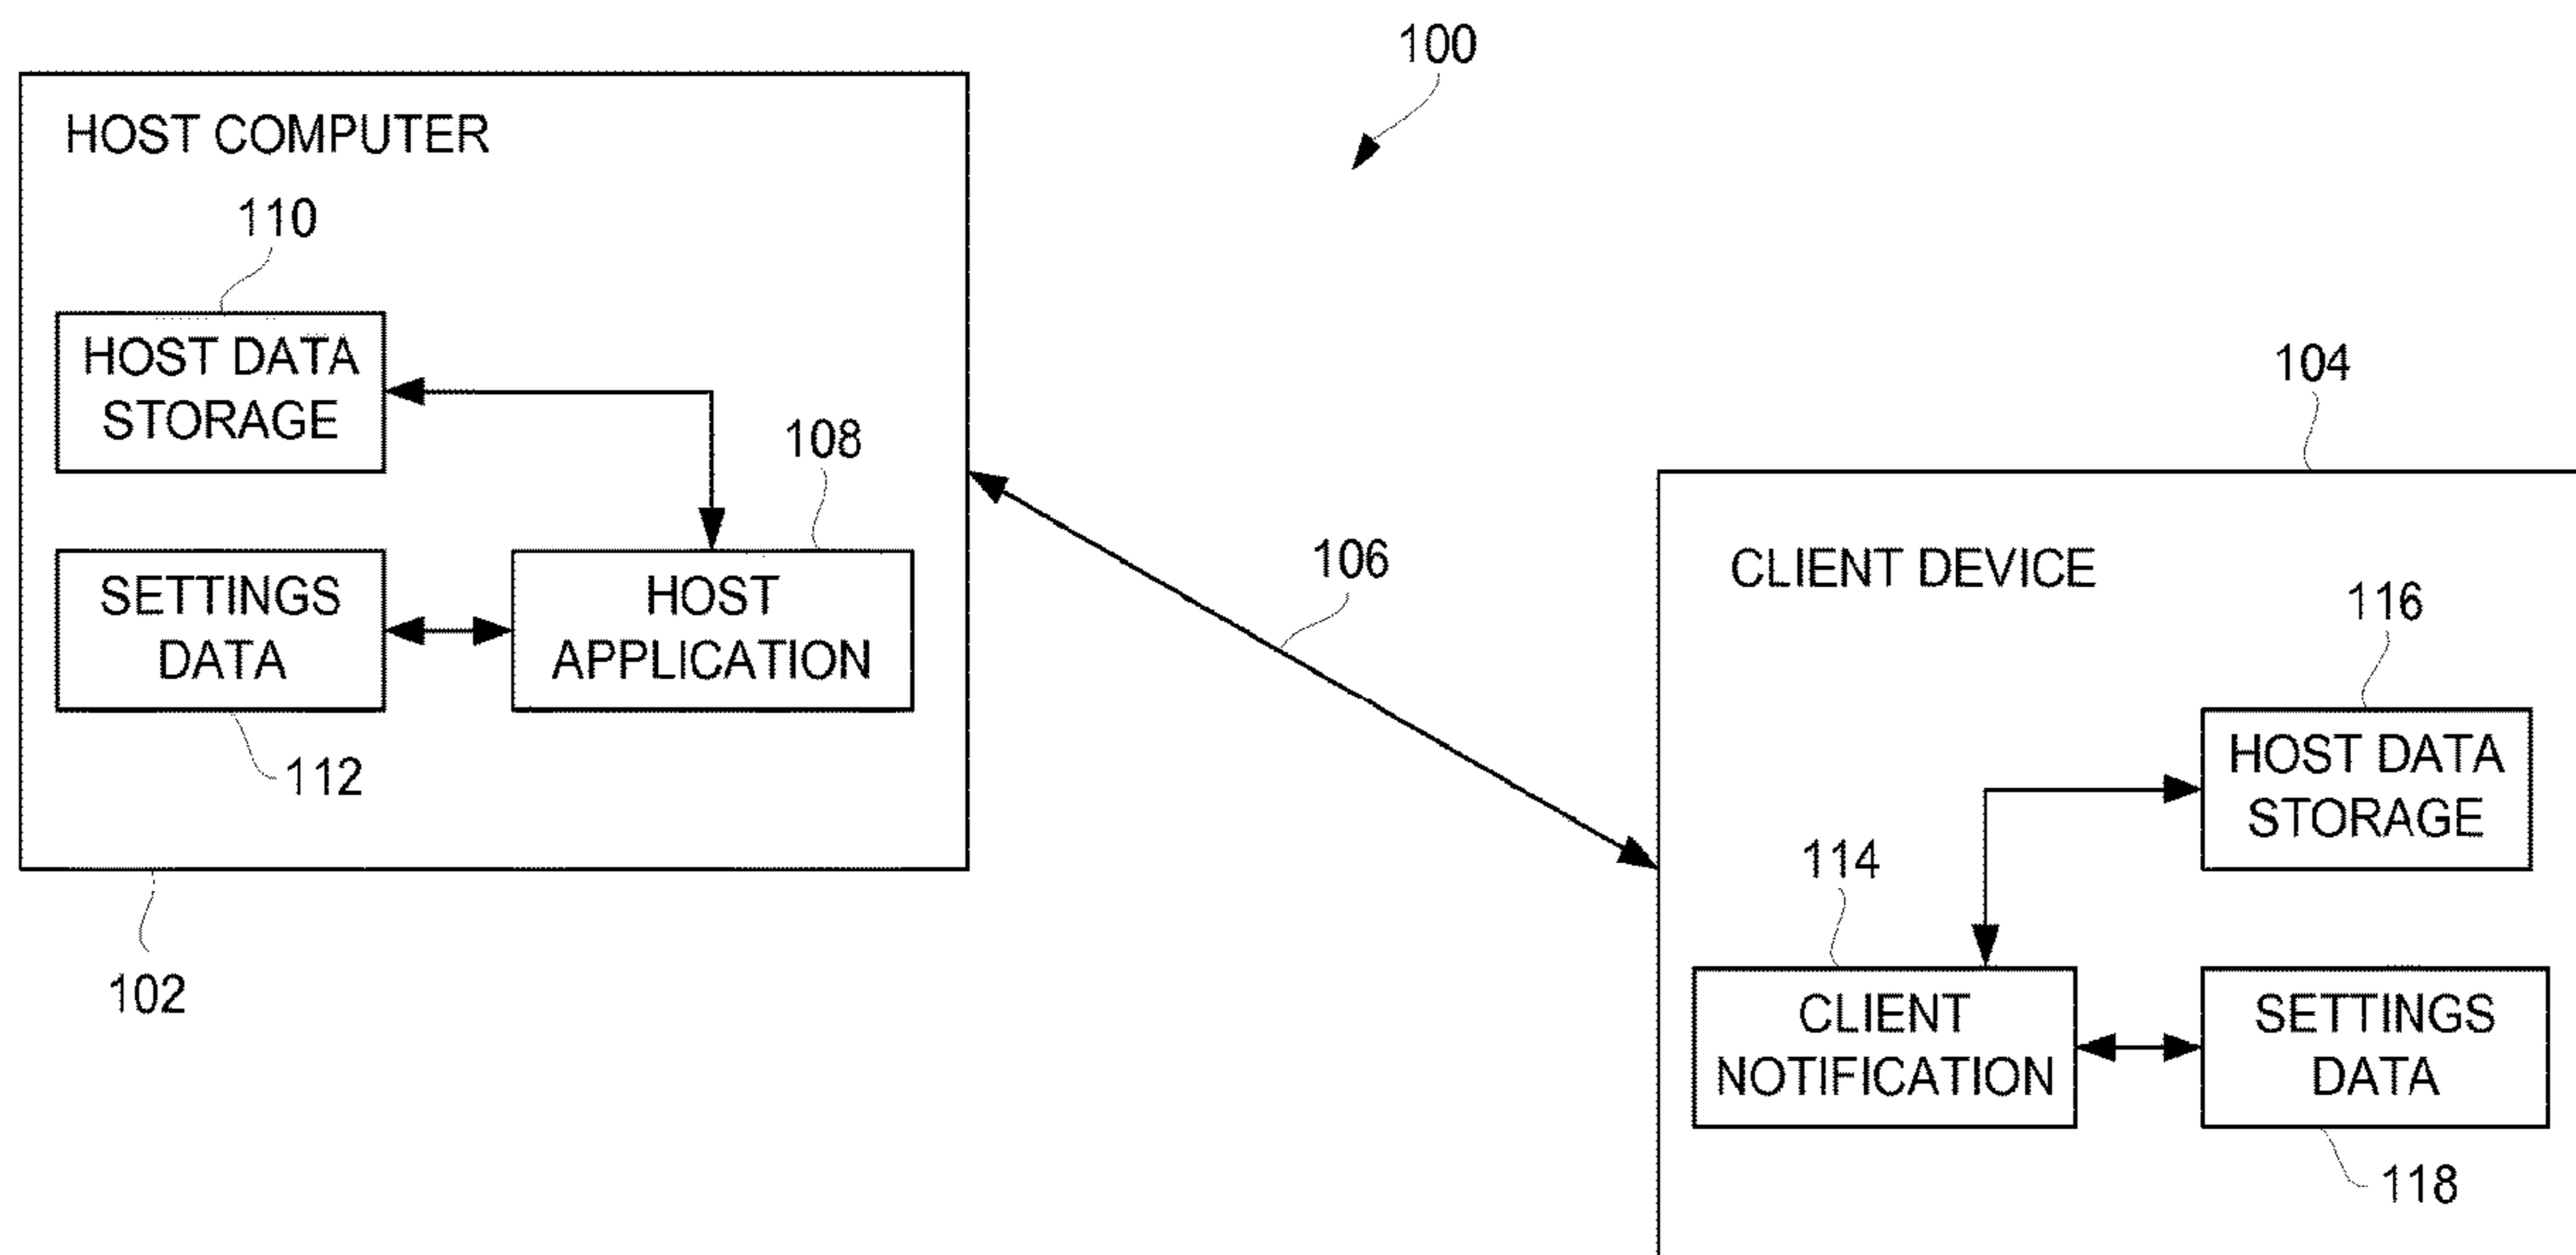 100
HOST COMPUTER
110
HOST DATA
STORAGE
108
SETTINGS
DATA
HOST
APPLICATION
112
102
106
104
CLIENT DEVICE
116
HOST DATA
STORAGE
114
CLIENT
NOTIFICATION
SETTINGS
DATA
118